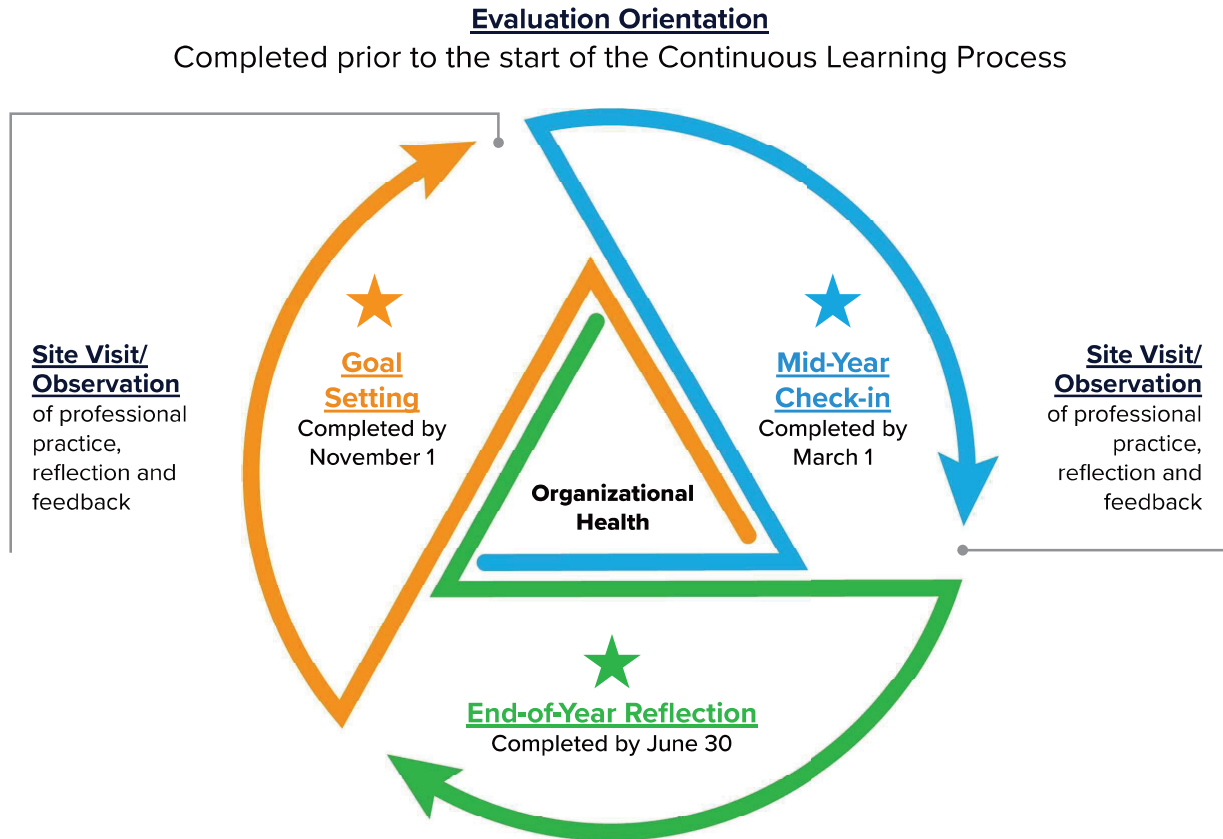 Evaluation Orientation
Completed prior to the start of the Continuous Learning Process
Site Visit/
Observation
of professional
practice,
reflection and
feedback
Goal
Setting
Completed by
November 1
Mid-Year
Check-in
Completed by
March 1
Site Visit/
Observation
of professional
practice,
reflection and
feedback
Organizational
Health
End-of-Year Reflection
Completed by June 30